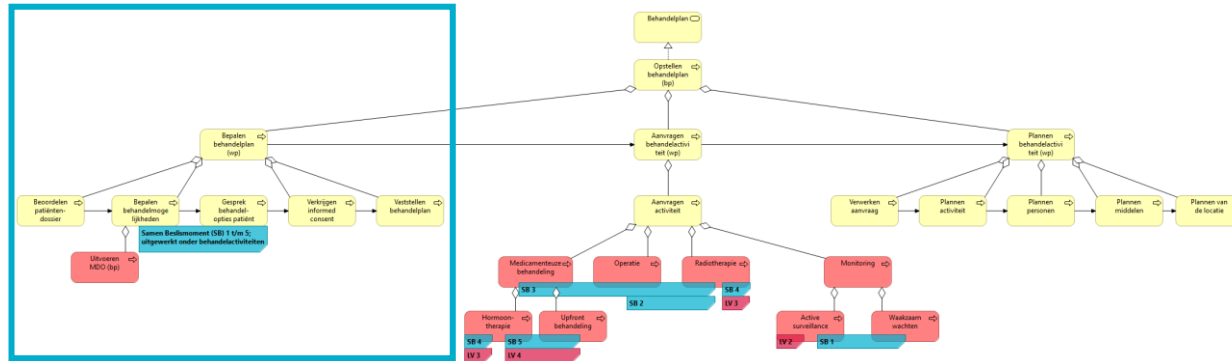 Behandelplan
Opstellen
behandelplan
(bp)
Bepalen
behandelplan
(wp)
Aanvragen
behandelactivi
teit (wp)
Plannen
behandelactivi
teit (wp)
Beoordelen
patiënten-
dossier
Bepalen
behandelmoge
lijkheden
Gesprek
behandel-
opties patiënt
Verkrijgen
informed
consent
Vaststellen
behandelplan
Aanvragen
activiteit
Verwerken
aanvraag
Plannen
activiteit
Plannen
personen
Plannen
middelen
Plannen van
de locatie
Samen Beslismoment (SB) 1 t/m 5;
uitgewerkt onder behandelactiviteiten
Uitvoeren
MDO (bp)
Medicamenteuze
behandeling
Operatie
Radiotherapie
Monitoring
SB 3
SB 4
SB 2
LV 3
Hormoon-
therapie
Upfront
behandeling
Active
surveillance
Waakzaam
wachten
SB 4
SB 5
LV 2
SB 1
LV 3
LV 4